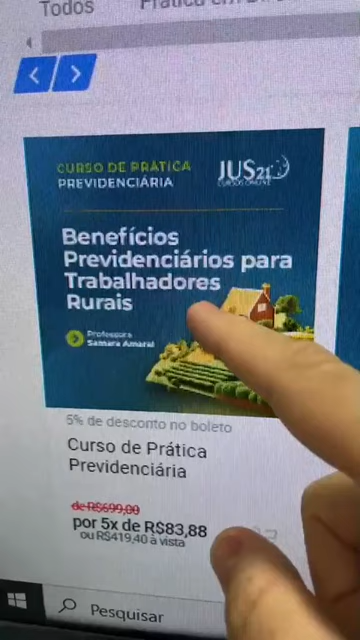 Todos
CURSO DE PRÁTICA
PREVIDENCIÁRIA
JUS21
CURSOS ONLINE
Benefícios
Previdenciários para
Trabalhadores
Rurais
Professora
Samara Amaral
5% de desconto no boleto
Curso de Prática
Previdenciária
de R$699,00
por 5x de R$83,88
ou R$419,40 à vista
Pesquisar